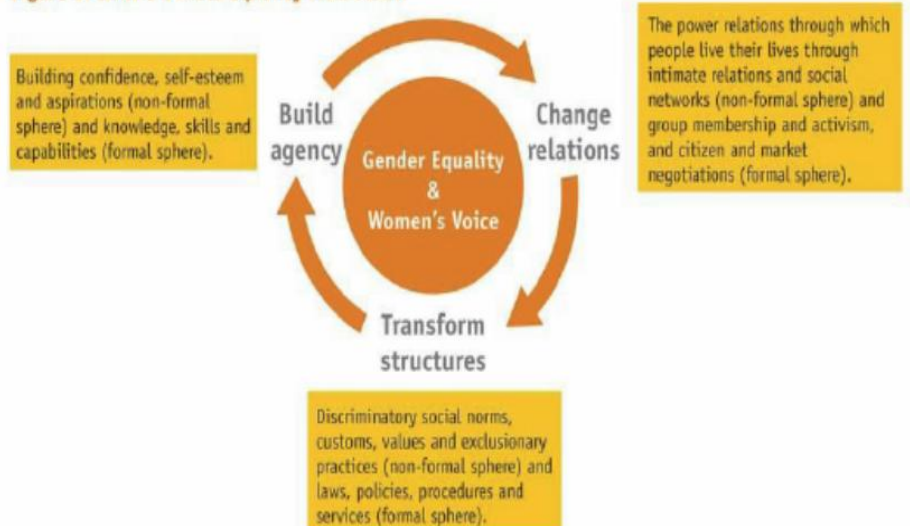 Building confidence, self-esteem
and aspirations (non-formal
sphere) and knowledge, skills and
capabilities (formal sphere).
Build
agency
Gender Equality
&
Women's Voice
Change
relations
The power relations through which
people live their lives through
intimate relations and social
networks (non-formal sphere) and
group membership and activism,
and citizen and market
negotiations (formal sphere).
Transform
structures
Discriminatory social norms,
customs, values and exclusionary
practices (non-formal sphere) and
laws, policies, procedures and
services (formal sphere).